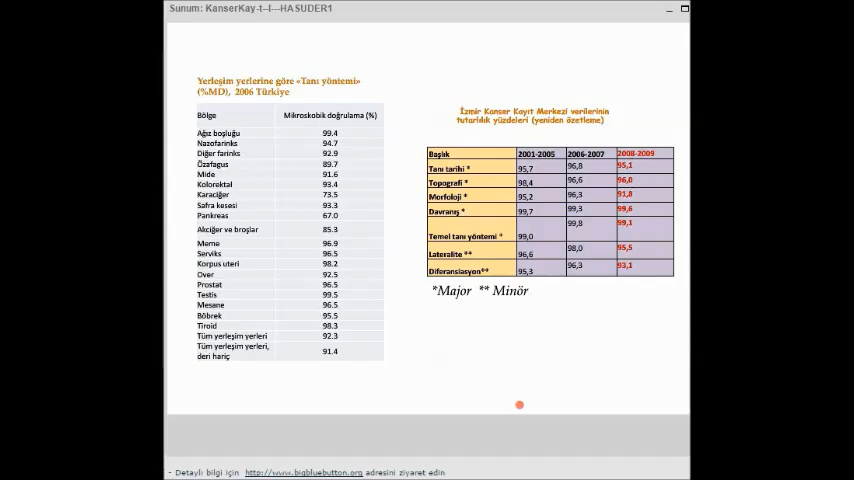 Sunum: KanserKay-t--I---HASUDER1
Yerleşim yerlerine göre «Tanı yöntemi»
(%MD), 2006 Türkiye
Bölge Mikroskobik doğrulama (%)
Ağız boşluğu 99.4
Nazofarinks 94.7
Diğer farinks 92.9
Özafagus 89.7
Mide 91.6
Kolorektal 93.4
Karaciğer 73.5
Safra kesesi 93.3
Pankreas 67.0
Akciğer ve broşlar 85.3
Meme 96.9
Serviks 96.5
Korpus uteri 98.2
Over 92.5
Prostat 96.5
Testis 99.5
Mesane 96.5
Böbrek 95.5
Tiroid 98.3
Tüm yerleşim yerleri 92.3
Tüm yerleşim yerleri,
deri hariç 91.4
İzmir Kanser Kayıt Merkezi verilerinin
tutarlılık yüzdeleri (yeniden özetleme)
Başlık 2001-2005 2006-2007 2008-2009
Tanı tarihi * 95,7 96,8 95,1
Topografi * 98,4 96,6 96,0
Morfoloji * 95,2 96,3 91,8
Davranış * 99,7 99,3 99,6
Temel tanı yöntemi * 99,0 99,8 99,1
Lateralite ** 96,6 98,0 95,5
Diferansiasyon** 95,3 96,3 93,1
*Major ** Minör
- Detaylı bilgi için http://www.bigbluebutton.org adresini ziyaret edin